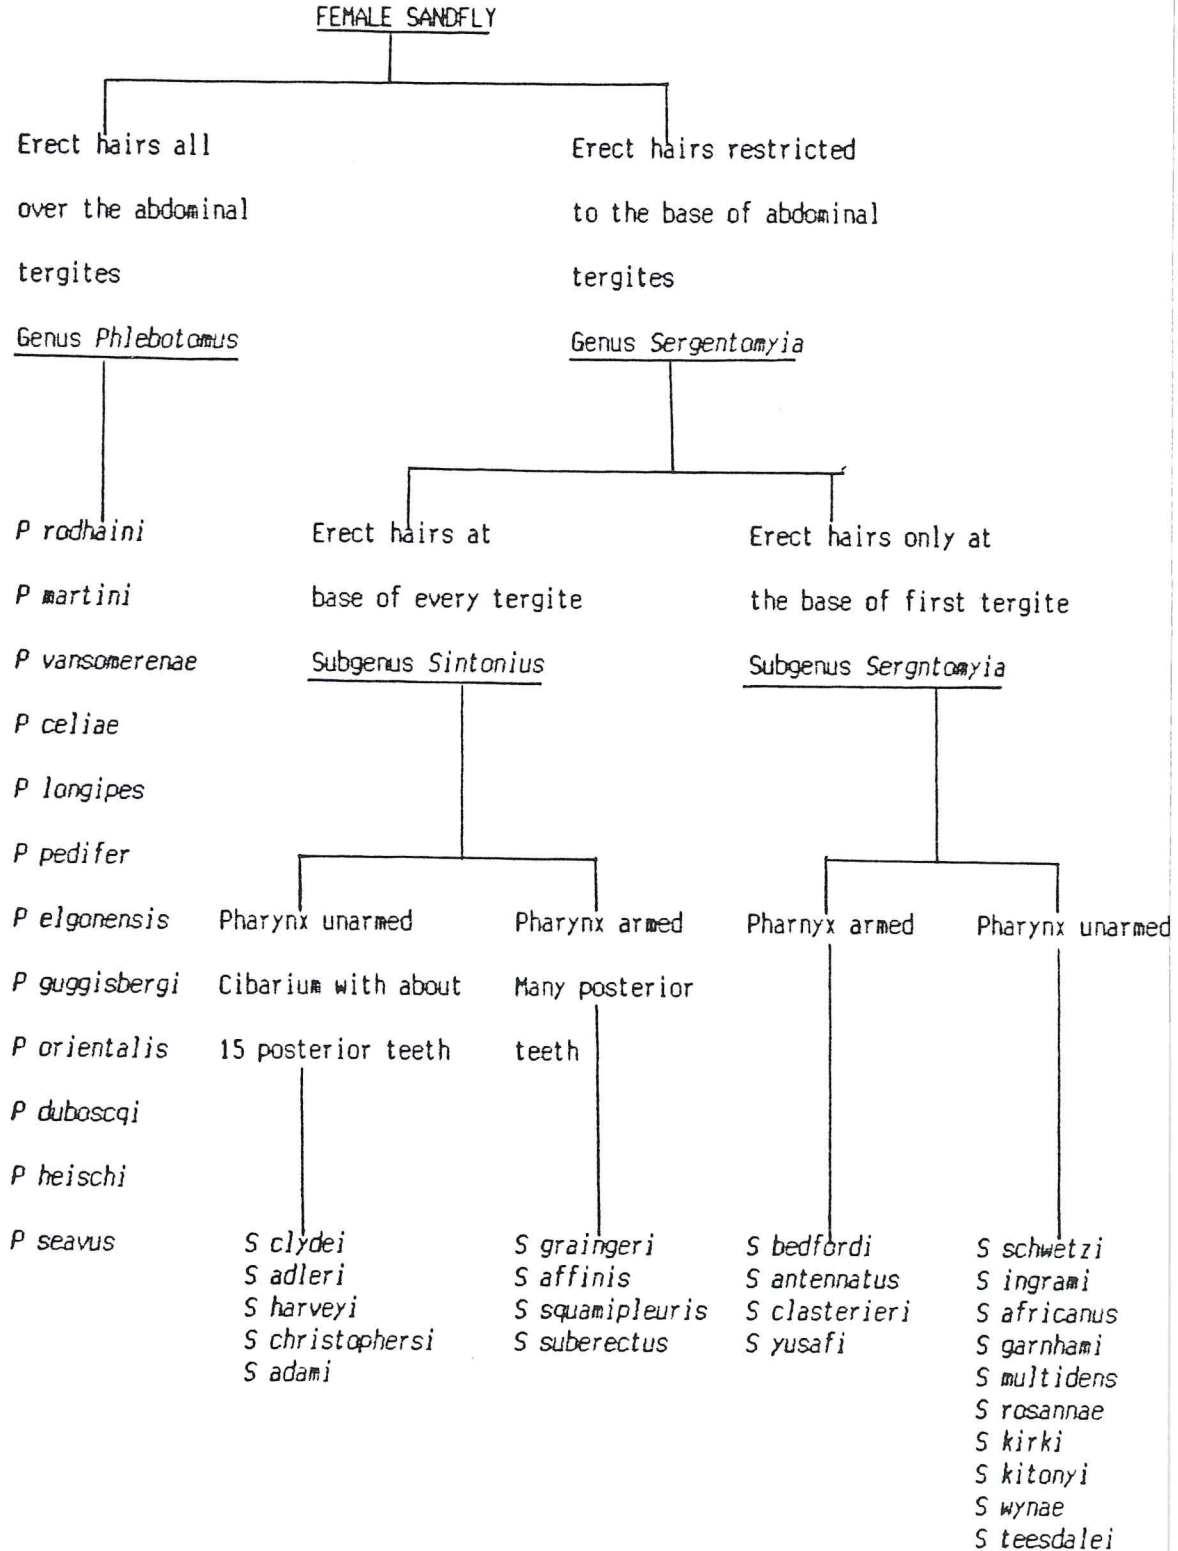 FEMALE SANDFLY
Erect hairs all
over the abdominal
tergites
Genus Phlebotomus
Erect hairs restricted
to the base of abdominal
tergites
Genus Sergentomyia
P rodhaini
P martini
P vansomerenae
P celiae
P longipes
P pedifer
P elgonensis
P guggisbergi
P orientalis
P duboscqi
P heischi
P seavus
Erect hairs at
base of every tergite
Subgenus Sintonius
Erect hairs only at
the base of first tergite
Subgenus Sergntomyia
Pharynx unarmed
Cibarium with about
15 posterior teeth
S clydei
S adleri
S harveyi
S christophersi
S adami
Pharynx armed
Many posterior
teeth
S graingeri
S affinis
S squamipleuris
S suberectus
Pharnyx armed
S bedfordi
S antennatus
S clasterieri
S yusafi
Pharynx unarmed
S schwetzi
S ingrami
S africanus
S garnhami
S multidens
S rosannae
S kirki
S kitonyi
S wynae
S teesdalei